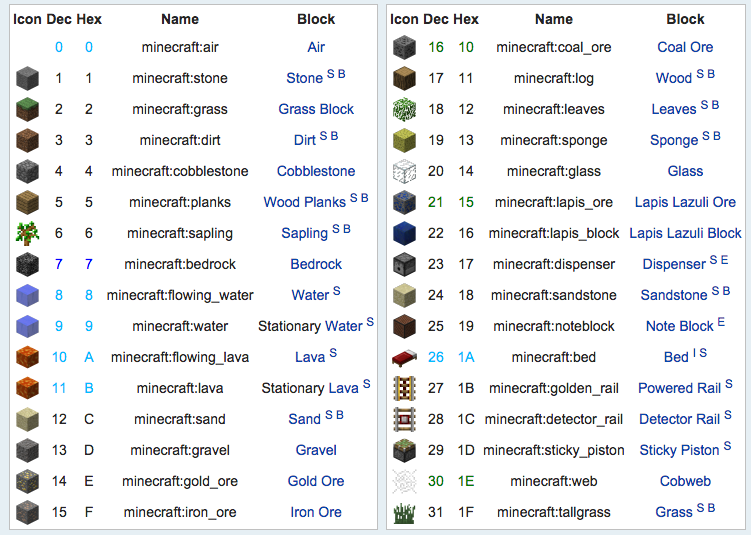 Icon Dec Hex Name Block
0 0 minecraft:air Air
1 1 minecraft:stone Stone S B
2 2 minecraft:grass Grass Block
3 3 minecraft:dirt Dirt S B
4 4 minecraft:cobblestone Cobblestone
5 5 minecraft:planks Wood Planks S B
6 6 minecraft:sapling Sapling S B
7 7 minecraft:bedrock Bedrock
8 8 minecraft:flowing_water Water S
9 9 minecraft:water Stationary Water S
10 A minecraft:flowing_lava Lava S
11 B minecraft:lava Stationary Lava S
12 C minecraft:sand Sand S B
13 D minecraft:gravel Gravel
14 E minecraft:gold_ore Gold Ore
15 F minecraft:iron_ore Iron Ore
Icon Dec Hex Name Block
16 10 minecraft:coal_ore Coal Ore
17 11 minecraft:log Wood S B
18 12 minecraft:leaves Leaves S B
19 13 minecraft:sponge Sponge S B
20 14 minecraft:glass Glass
21 15 minecraft:lapis_ore Lapis Lazuli Ore
22 16 minecraft:lapis_block Lapis Lazuli Block
23 17 minecraft:dispenser Dispenser S E
24 18 minecraft:sandstone Sandstone S B
25 19 minecraft:noteblock Note Block E
26 1A minecraft:bed Bed I S
27 1B minecraft:golden_rail Powered Rail S
28 1C minecraft:detector_rail Detector Rail S
29 1D minecraft:sticky_piston Sticky Piston S
30 1E minecraft:web Cobweb
31 1F minecraft:tallgrass Grass S B